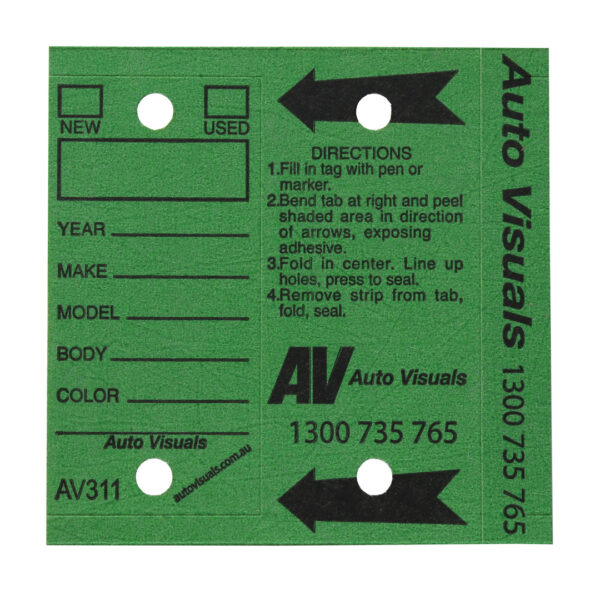 NEW USED
YEAR
MAKE
MODEL
BODY
COLOR
Auto Visuals
AV311
autovisuals.com.au
DIRECTIONS
1.Fill in tag with pen or
marker.
2.Bend tab at right and peel
shaded area in direction
of arrows, exposing
adhesive.
3.Fold in center. Line up
holes, press to seal.
4.Remove strip from tab,
fold, seal.
AV Auto Visuals
1300 735 765
Auto Visuals 1300 735 765